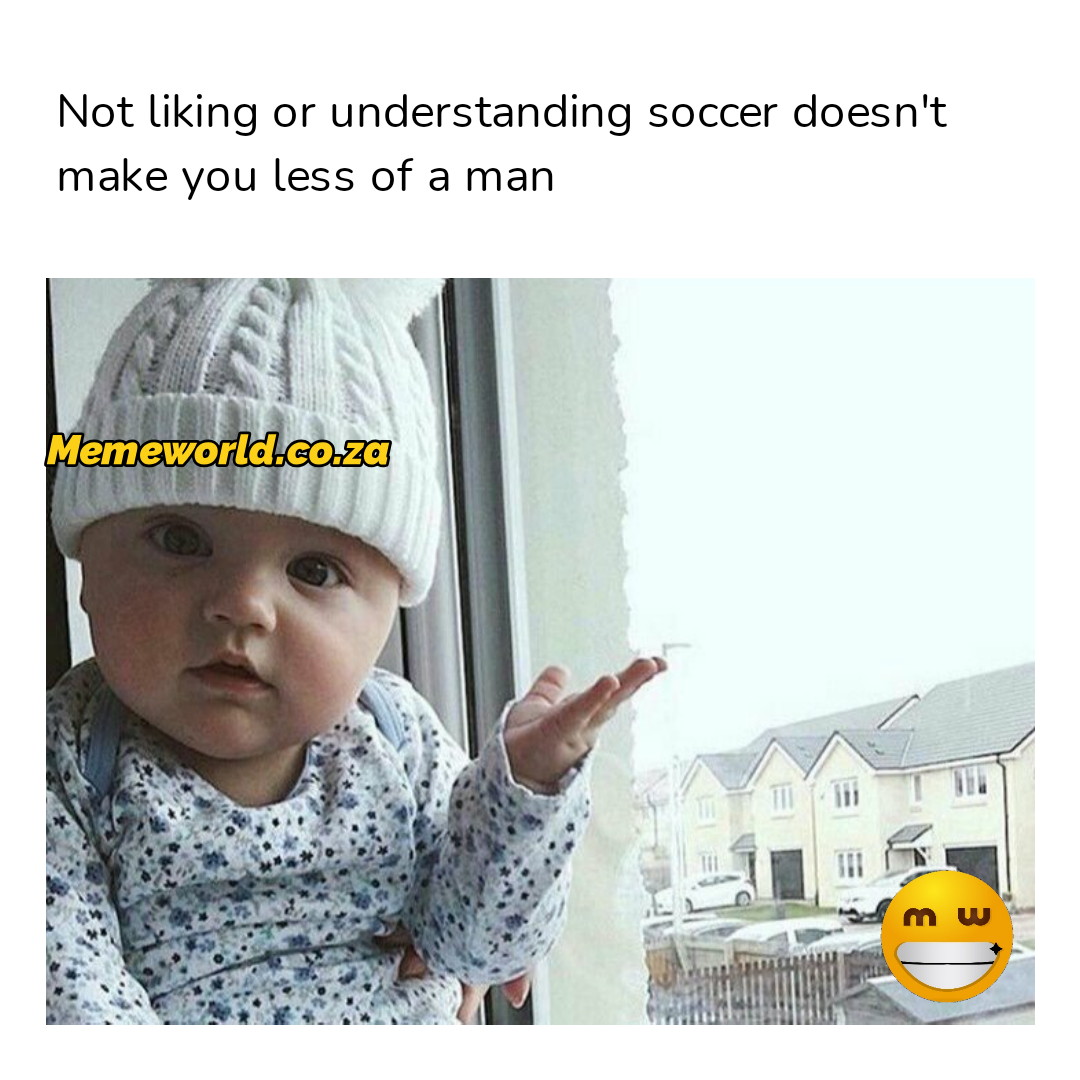 Not liking or understanding soccer doesn't
make you less of a man
Memeworld.co.za
m w